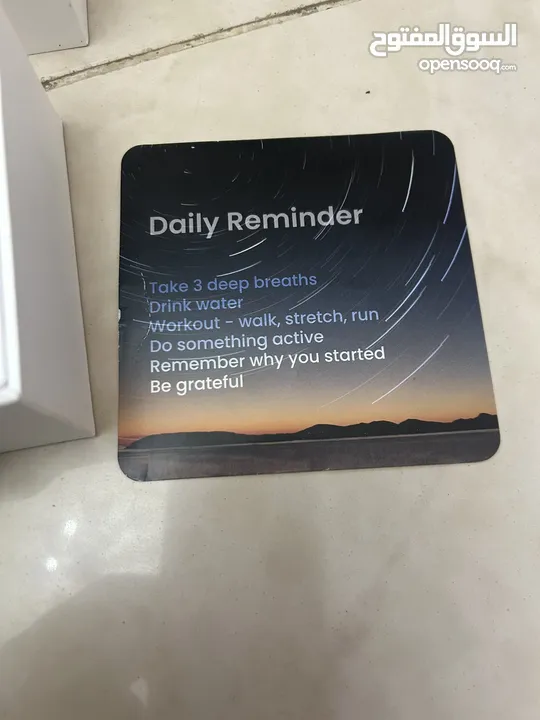 السوق المفتوح
opensooq.com
Daily Reminder
Take 3 deep breaths
Drink water
Workout - walk, stretch, run
Do something active
Remember why you started
Be grateful